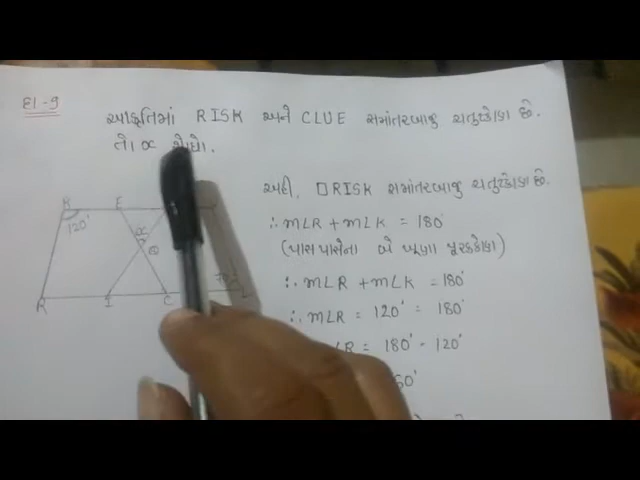 દા-9
આકૃતિમાં RISK અને CLUE સમાંતરબાજુ ચતુષ્કોણ છે.
તો x શોધો.
અહી, □RISK સમાંતરબાજુ ચતુષ્કોણ છે.
∴ m∠R + m∠K = 180°
(પાસપાસેના બે ખૂણા પૂરકકોણ)
∴ m∠R + m∠K = 180°
∴ m∠R = 120° = 180°
∠R = 180° - 120°
60°
K E
120°
x
R I C L